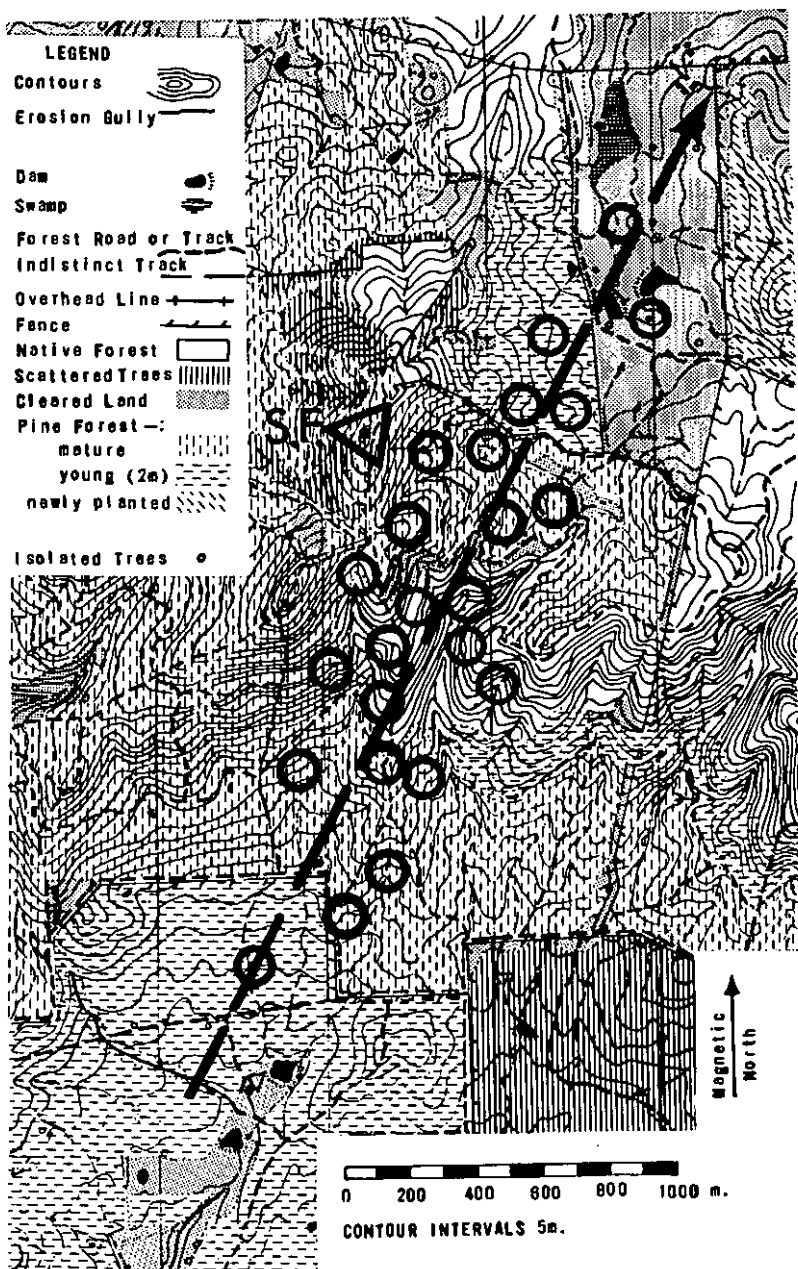 LEGEND
Contours
Erosion Gully
Dam
Swamp
Forest Road or Track
Indistinct Track
Overhead Line
Fence
Native Forest
Scattered Trees
Cleared Land
Pine Forest —:
mature
young (2m)
newly planted
Isolated Trees
S.F.
Magnetic
North
0 200 400 600 800 1000 m.
CONTOUR INTERVALS 5m.